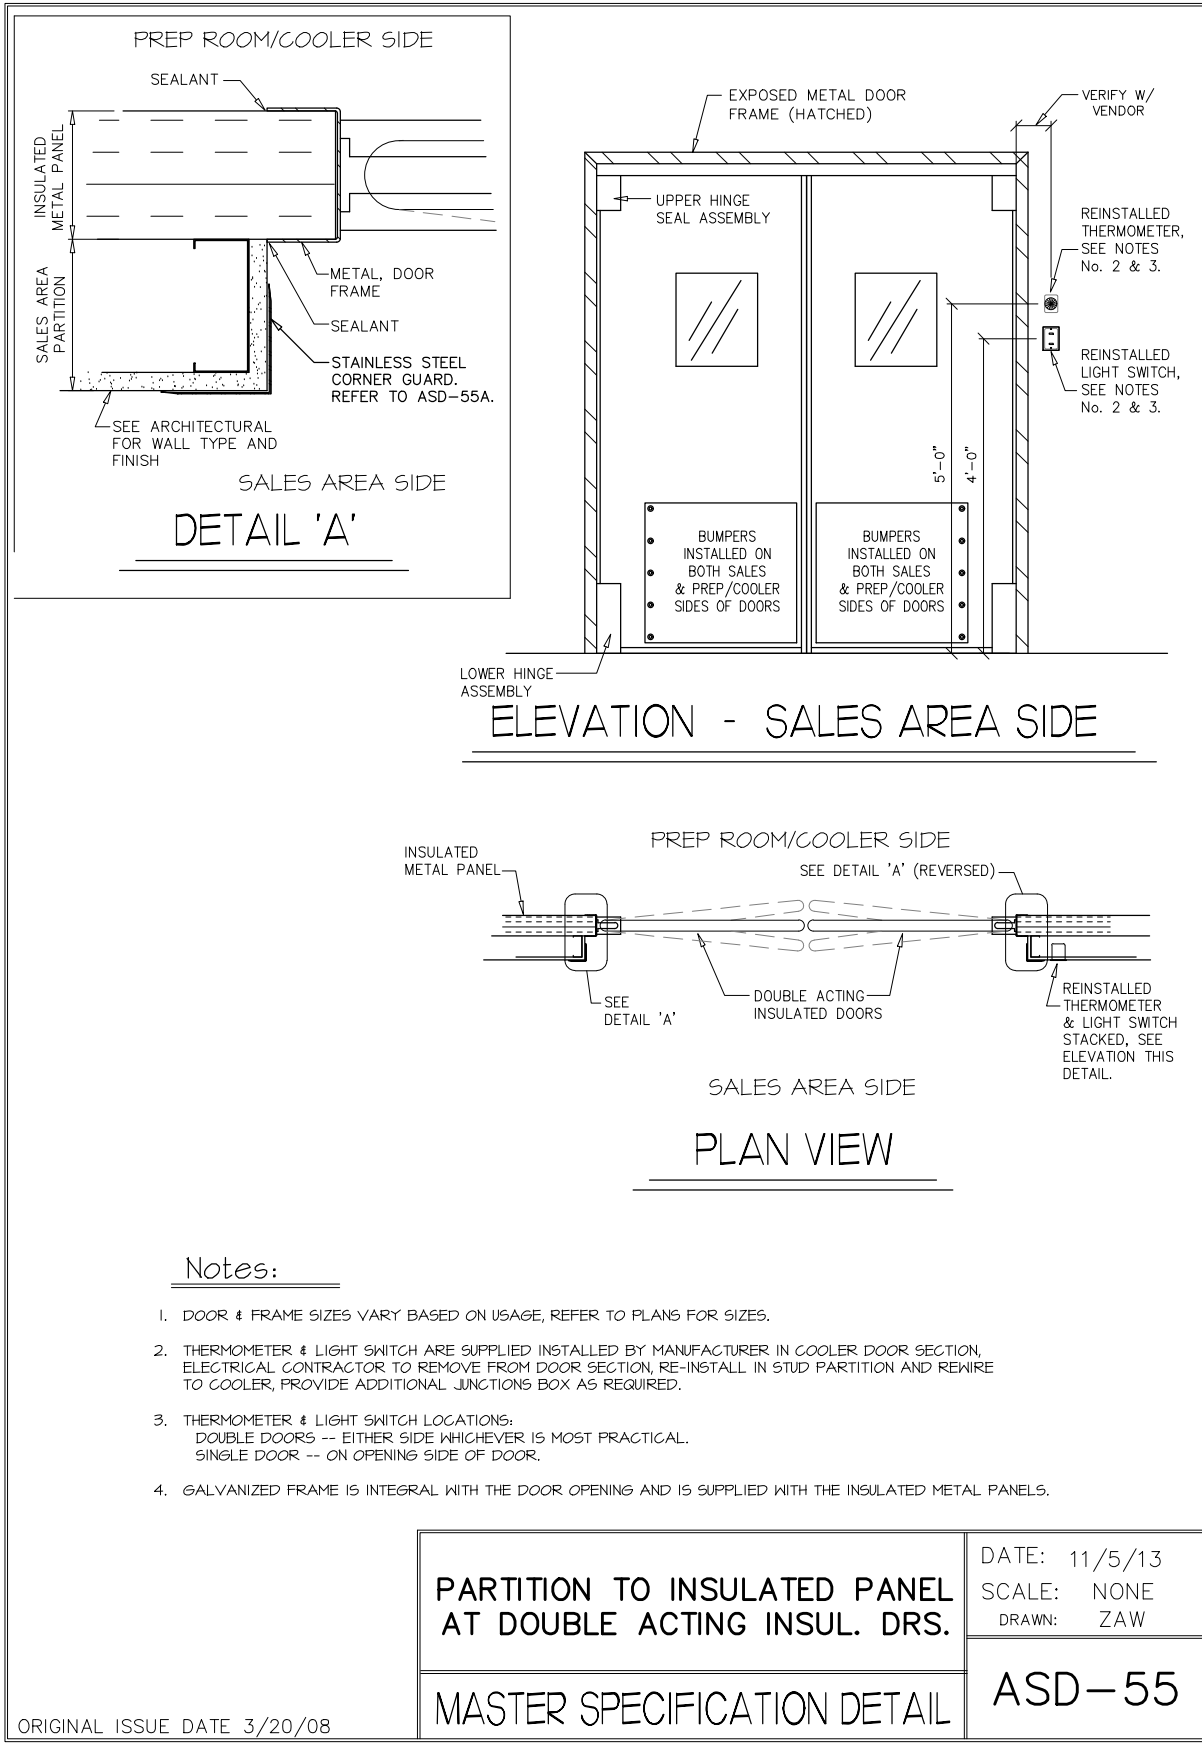 PREP ROOM/COOLER SIDE
SEALANT
INSULATED
METAL PANEL
SALES AREA
PARTITION
METAL, DOOR
FRAME
SEALANT
STAINLESS STEEL
CORNER GUARD.
REFER TO ASD-55A.
SEE ARCHITECTURAL
FOR WALL TYPE AND
FINISH
SALES AREA SIDE
DETAIL 'A'
EXPOSED METAL DOOR
FRAME (HATCHED)
VERIFY W/
VENDOR
UPPER HINGE
SEAL ASSEMBLY
REINSTALLED
THERMOMETER,
SEE NOTES
No. 2 & 3.
REINSTALLED
LIGHT SWITCH,
SEE NOTES
No. 2 & 3.
5'-0"
4'-0"
BUMPERS
INSTALLED ON
BOTH SALES
& PREP/COOLER
SIDES OF DOORS
BUMPERS
INSTALLED ON
BOTH SALES
& PREP/COOLER
SIDES OF DOORS
LOWER HINGE
ASSEMBLY
ELEVATION - SALES AREA SIDE
PREP ROOM/COOLER SIDE
INSULATED
METAL PANEL
SEE DETAIL 'A' (REVERSED)
SEE
DETAIL 'A'
DOUBLE ACTING
INSULATED DOORS
REINSTALLED
THERMOMETER
& LIGHT SWITCH
STACKED, SEE
ELEVATION THIS
DETAIL.
SALES AREA SIDE
PLAN VIEW
Notes:
1. DOOR & FRAME SIZES VARY BASED ON USAGE, REFER TO PLANS FOR SIZES.
2. THERMOMETER & LIGHT SWITCH ARE SUPPLIED INSTALLED BY MANUFACTURER IN COOLER DOOR SECTION,
ELECTRICAL CONTRACTOR TO REMOVE FROM DOOR SECTION, RE-INSTALL IN STUD PARTITION AND REWIRE
TO COOLER, PROVIDE ADDITIONAL JUNCTIONS BOX AS REQUIRED.
3. THERMOMETER & LIGHT SWITCH LOCATIONS:
DOUBLE DOORS -- EITHER SIDE WHICHEVER IS MOST PRACTICAL.
SINGLE DOOR -- ON OPENING SIDE OF DOOR.
4. GALVANIZED FRAME IS INTEGRAL WITH THE DOOR OPENING AND IS SUPPLIED WITH THE INSULATED METAL PANELS.
PARTITION TO INSULATED PANEL
AT DOUBLE ACTING INSUL. DRS.
MASTER SPECIFICATION DETAIL
DATE: 11/5/13
SCALE: NONE
DRAWN: ZAW
ASD-55
ORIGINAL ISSUE DATE 3/20/08